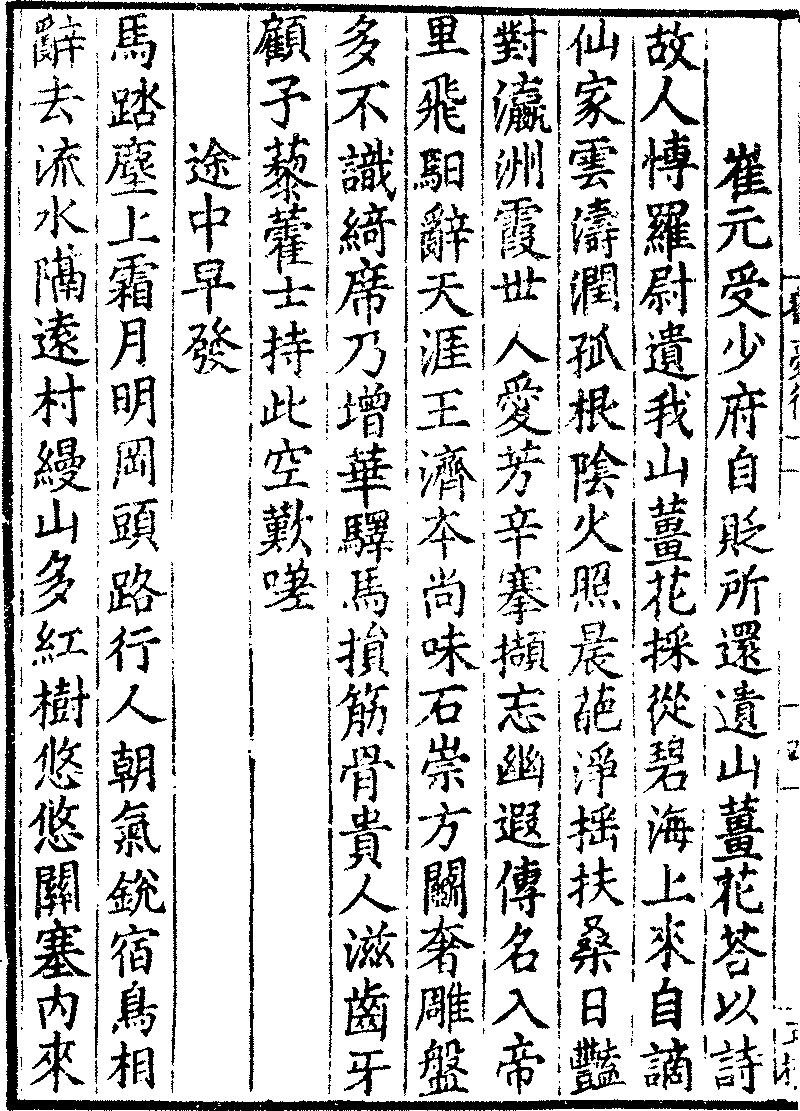 崔元受少府自貶所還遺山薑花荅以詩
故人博羅尉遺我山薑花採從碧海上來自謫
仙家雲濤潤孤根陰火照晨葩淨摇扶桑日豔
對瀛洲霞世人愛芳辛搴擷忘幽遐傳名入帝
里飛馹辭天涯王濟本尚味石崇方鬭奢雕盤
多不識綺席乃增華驛馬損筋骨貴人滋齒牙
顧予藜藿士持此空歎嗟
途中早發
馬踏塵上霜月明岡頭路行人朝氣銳宿鳥相
辭去流水隔遠村縵山多紅樹悠悠關塞内來